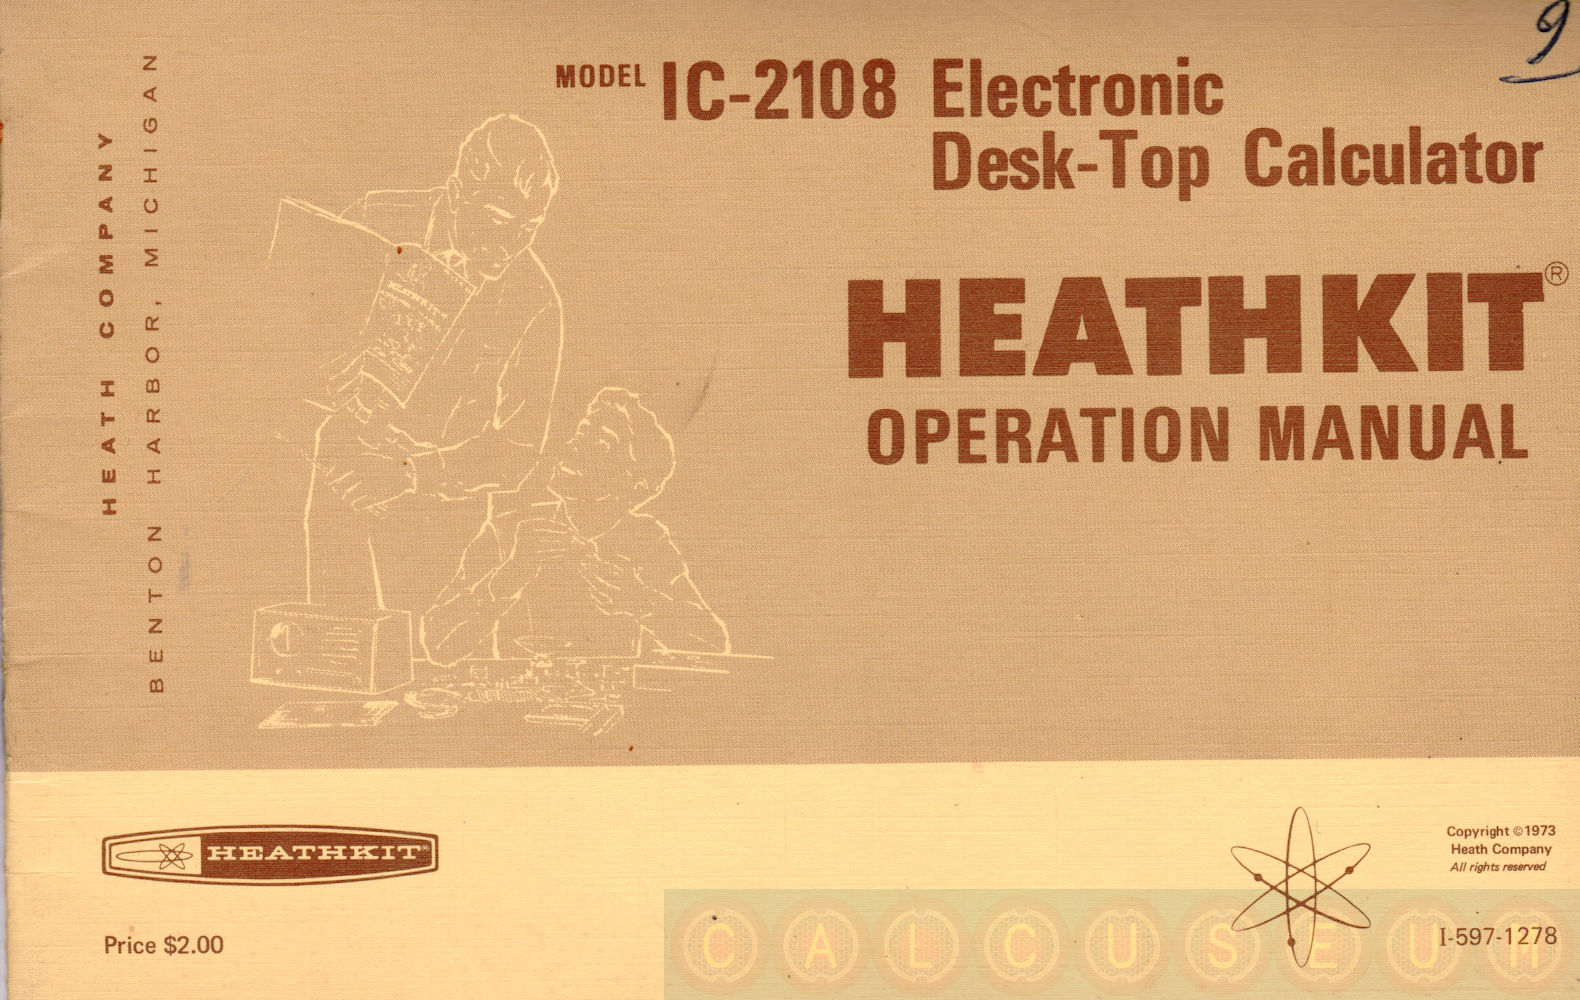 9
MODEL IC-2108 Electronic
Desk-Top Calculator
HEATHKIT®
OPERATION MANUAL
HEATH COMPANY
BENTON HARBOR, MICHIGAN
HEATHKIT
HEATHKIT®
Price $2.00
Copyright ©1973
Heath Company
All rights reserved
I-597-1278
CALCUSEUM